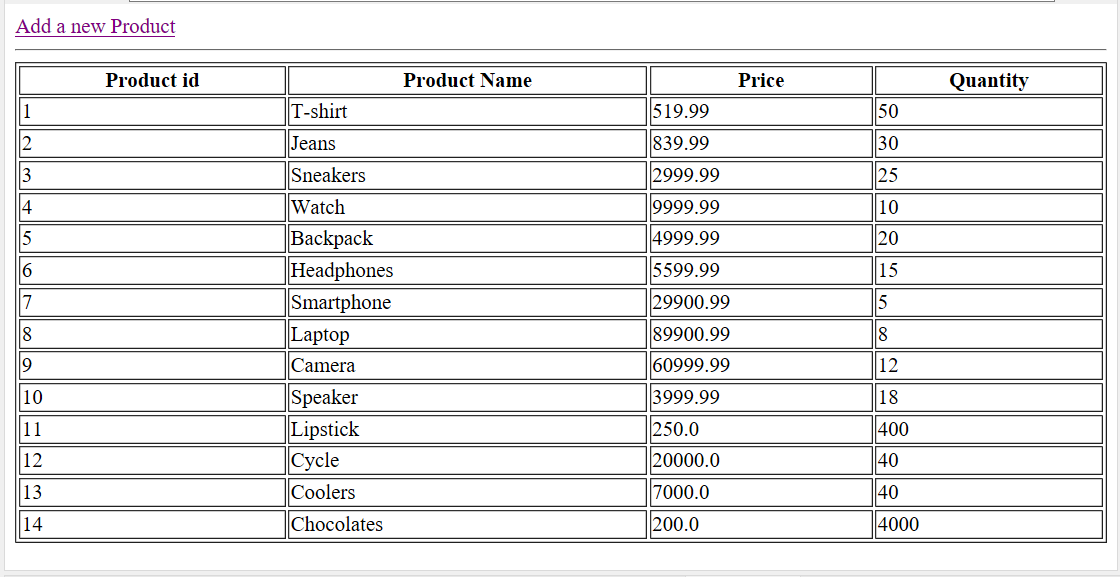 Add a new Product
Product id Product Name Price Quantity
1 T-shirt 519.99 50
2 Jeans 839.99 30
3 Sneakers 2999.99 25
4 Watch 9999.99 10
5 Backpack 4999.99 20
6 Headphones 5599.99 15
7 Smartphone 29900.99 5
8 Laptop 89900.99 8
9 Camera 60999.99 12
10 Speaker 3999.99 18
11 Lipstick 250.0 400
12 Cycle 20000.0 40
13 Coolers 7000.0 40
14 Chocolates 200.0 4000